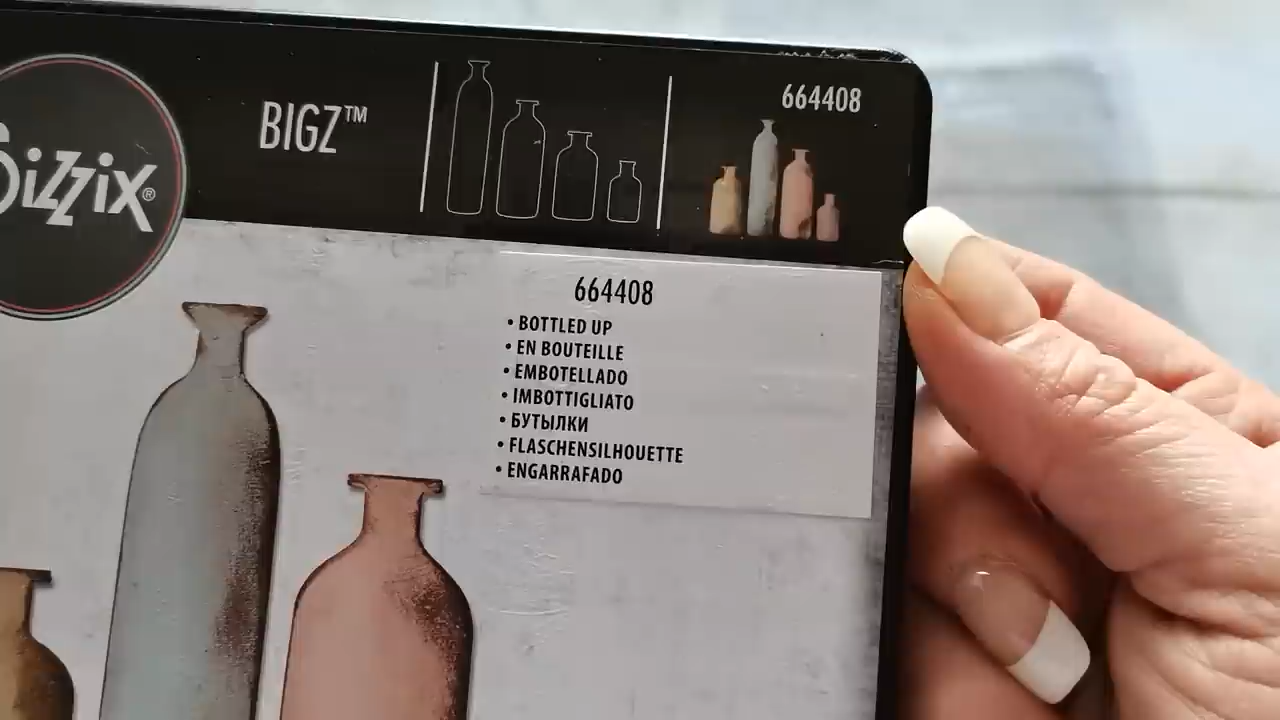 Sizzix®
BIGZ™
664408
664408
• BOTTLED UP
• EN BOUTEILLE
• EMBOTELLADO
• IMBOTTIGLIATO
• БУТЫЛКИ
• FLASCHENSILHOUETTE
• ENGARRAFADO